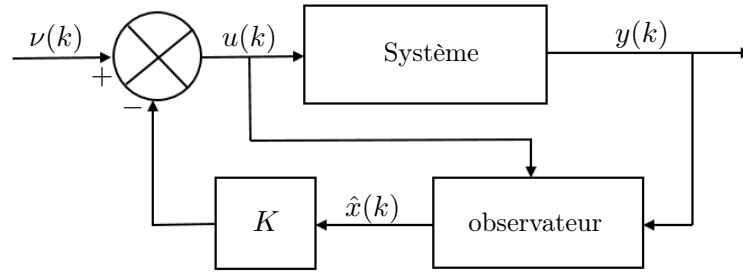 ν(k)
+
−
u(k)
Système
y(k)
K
x̂(k)
observateur